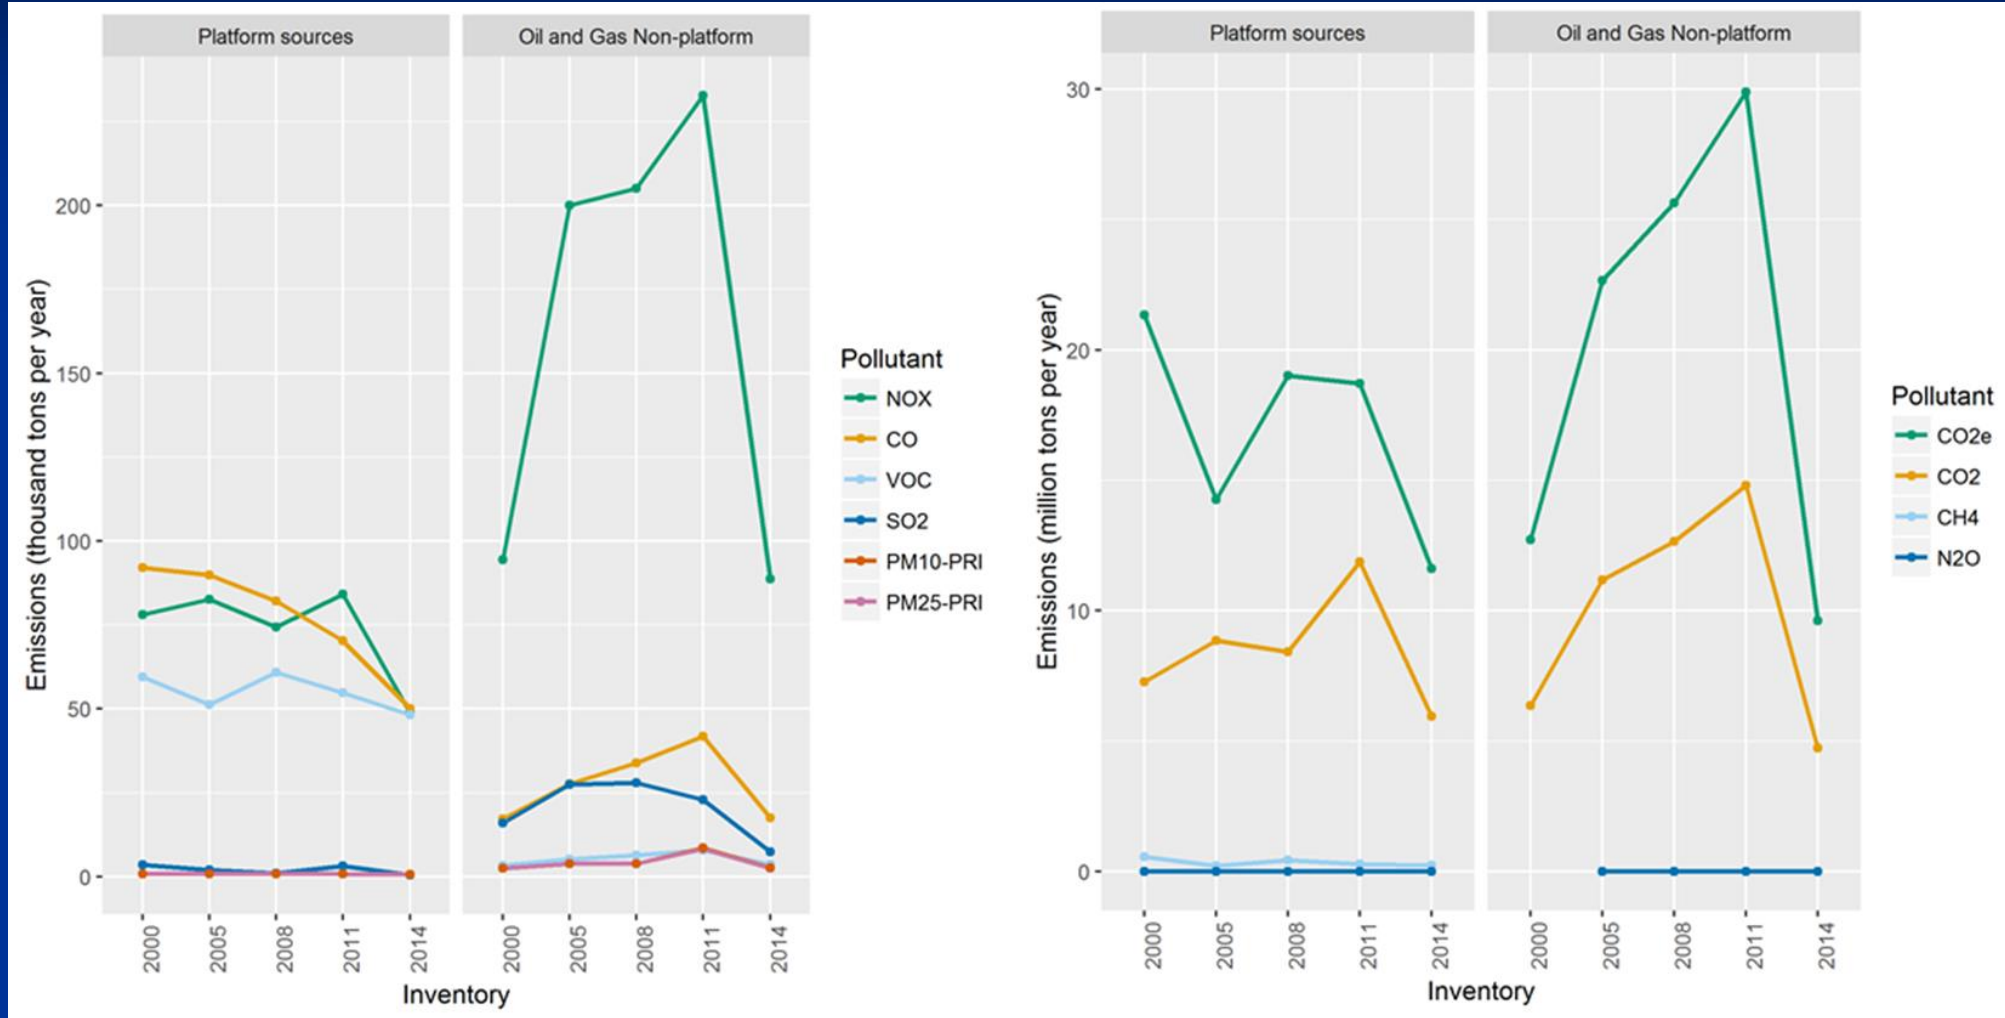 Platform sources
Oil and Gas Non-platform
Emissions (thousand tons per year)
200
150
100
50
0
2000
2005
2008
2011
2014
2000
2005
2008
2011
2014
Inventory
Pollutant
NOX
CO
VOC
SO2
PM10-PRI
PM25-PRI
Platform sources
Oil and Gas Non-platform
Emissions (million tons per year)
30
20
10
0
2000
2005
2008
2011
2014
2000
2005
2008
2011
2014
Inventory
Pollutant
CO2e
CO2
CH4
N2O